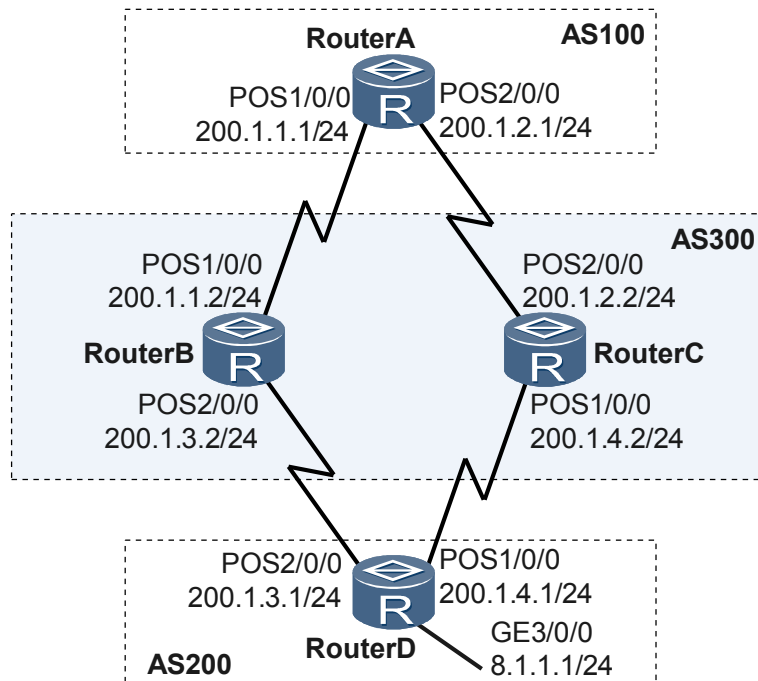 RouterA
AS100
POS1/0/0
200.1.1.1/24
POS2/0/0
200.1.2.1/24
R
AS300
POS1/0/0
200.1.1.2/24
POS2/0/0
200.1.2.2/24
RouterB
R
R
RouterC
POS2/0/0
200.1.3.2/24
POS1/0/0
200.1.4.2/24
POS2/0/0
200.1.3.1/24
POS1/0/0
200.1.4.1/24
R
RouterD
GE3/0/0
8.1.1.1/24
AS200